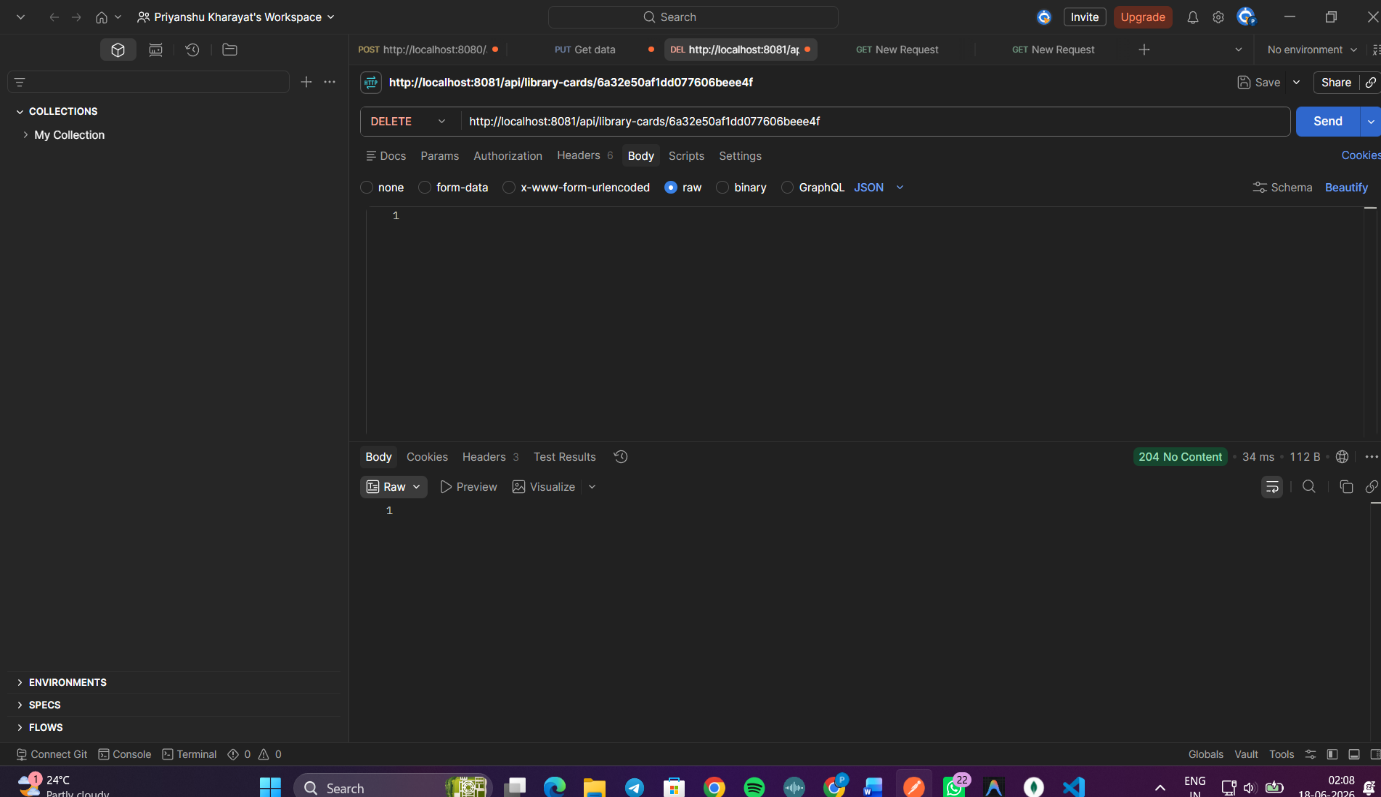 Priyanshu Kharayat's Workspace
Search
Invite
Upgrade
POST http://localhost:8080/.
PUT Get data
DEL http://localhost:8081/ap
GET New Request
GET New Request
No environment
http://localhost:8081/api/library-cards/6a32e50af1dd077606beee4f
Save
Share
COLLECTIONS
My Collection
DELETE
http://localhost:8081/api/library-cards/6a32e50af1dd077606beee4f
Send
Docs Params Authorization Headers 6 Body Scripts Settings
Cookies
none form-data x-www-form-urlencoded raw binary GraphQL JSON
Schema Beautify
1
Body Cookies Headers 3 Test Results
204 No Content 34 ms 112 B
Raw Preview Visualize
1
ENVIRONMENTS
SPECS
FLOWS
Connect Git Console Terminal 0 0
Globals Vault Tools
1
24°C
Partly cloudy
Search
P
22
ENG
IN
02:08
18-06-2026